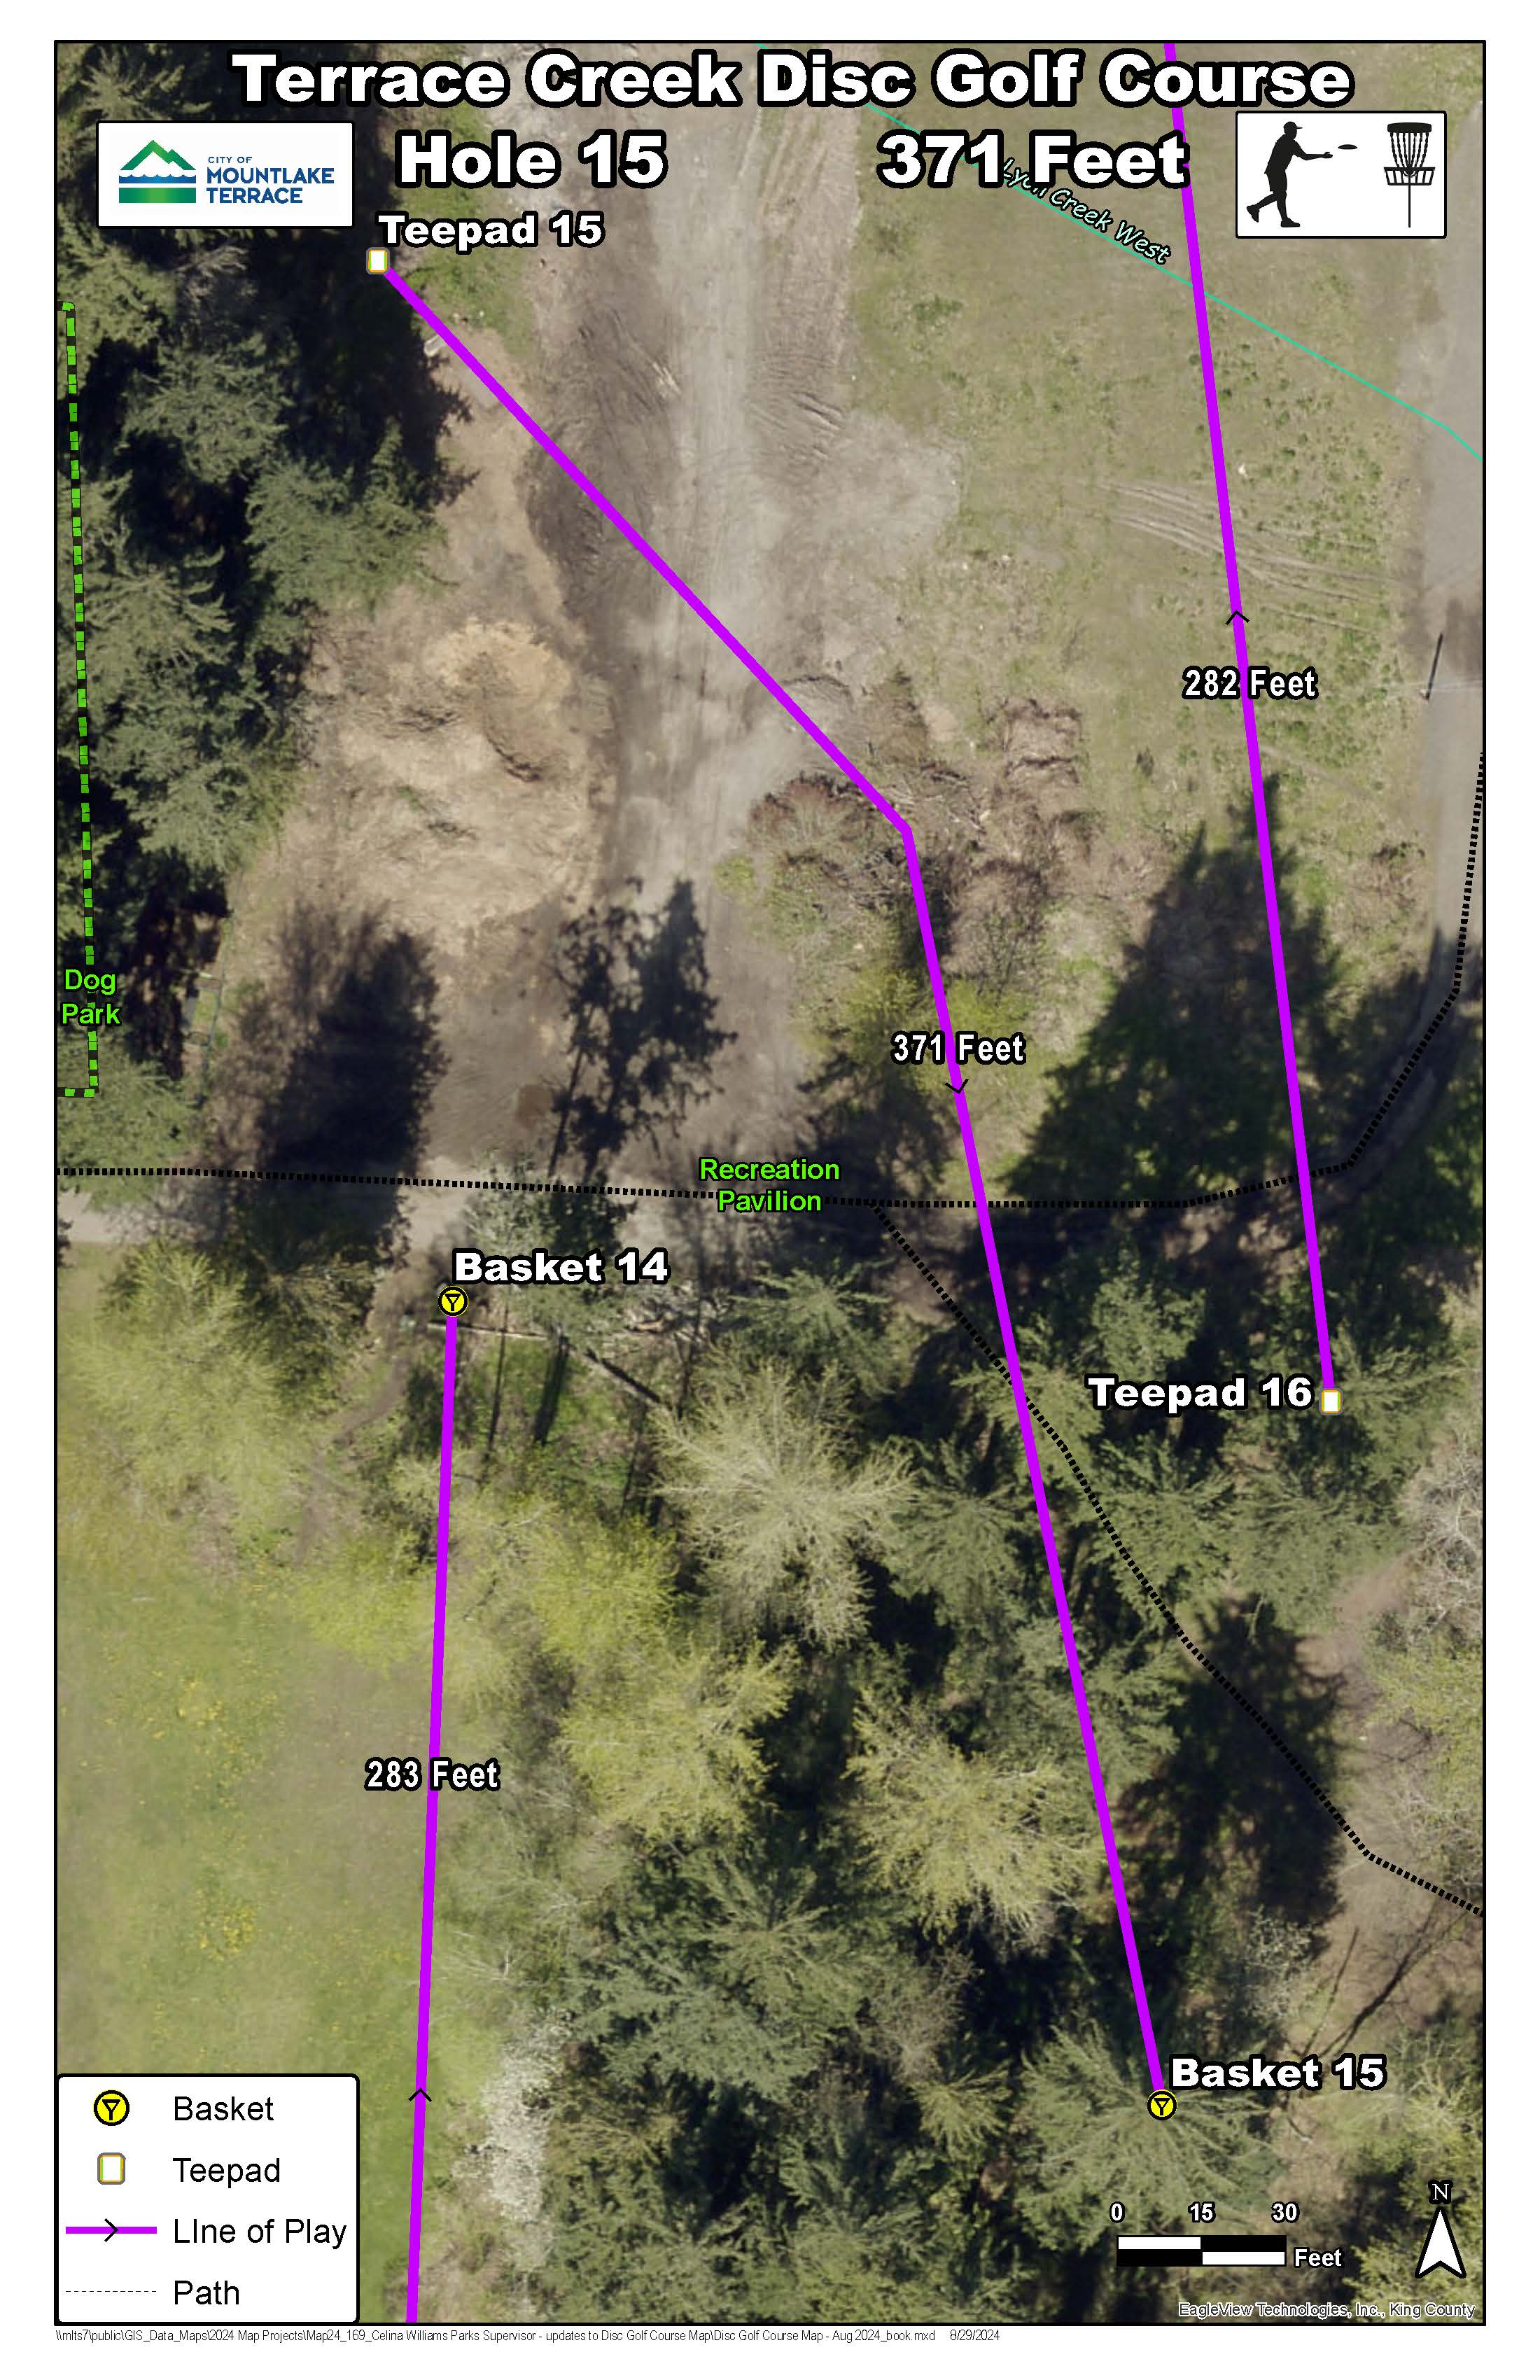 Terrace Creek Disc Golf Course
CITY OF
MOUNTLAKE
TERRACE
Hole 15
371 Feet
Lyon Creek West
Teepad 15
282 Feet
Dog
Park
371 Feet
Recreation
Pavilion
Basket 14
Teepad 16
283 Feet
Basket 15
Basket
Teepad
LIne of Play
Path
0 15 30
Feet
N
EagleView Technologies, Inc., King County
\\mlts7\public\GIS_Data_Maps\2024 Map Projects\Map24_169_Celina Williams Parks Supervisor - updates to Disc Golf Course Map\Disc Golf Course Map - Aug 2024_book.mxd 8/29/2024